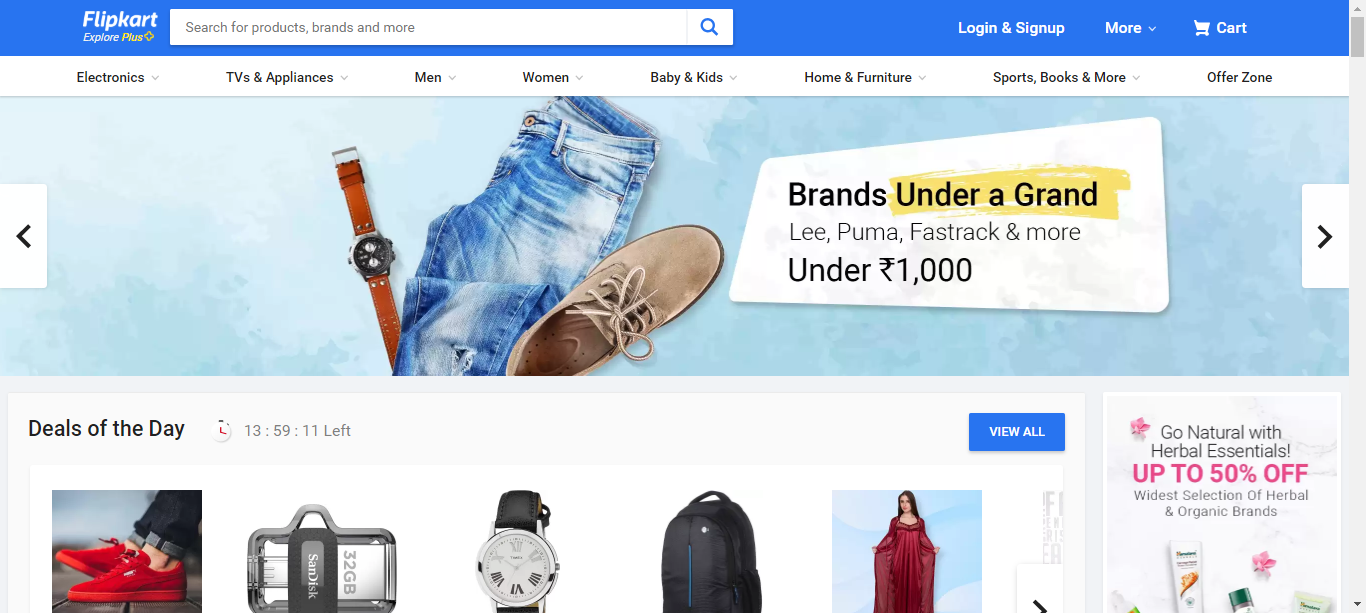 Flipkart
Explore Plus
Search for products, brands and more
Login & Signup
More
Cart
Electronics
TVs & Appliances
Men
Women
Baby & Kids
Home & Furniture
Sports, Books & More
Offer Zone
Brands Under a Grand
Lee, Puma, Fastrack & more
Under ₹1,000
Deals of the Day
13 : 59 : 11 Left
VIEW ALL
SanDisk
32GB
Go Natural with
Herbal Essentials!
UP TO 50% OFF
Widest Selection Of Herbal
& Organic Brands